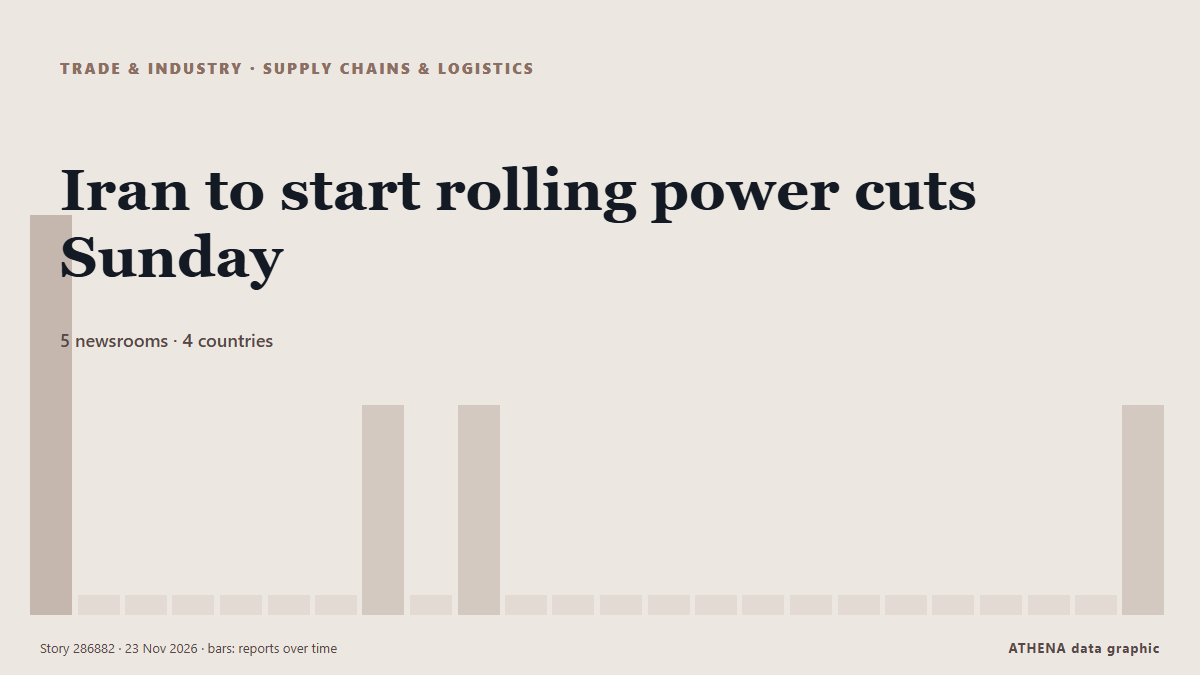 TRADE & INDUSTRY · SUPPLY CHAINS & LOGISTICS
Iran to start rolling power cuts
Sunday
5 newsrooms · 4 countries
Story 286882 · 23 Nov 2026 · bars: reports over time
ATHENA data graphic